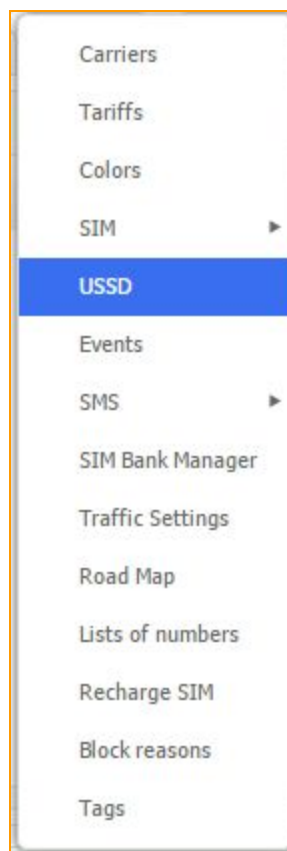 Carriers
Tariffs
Colors
SIM
USSD
Events
SMS
SIM Bank Manager
Traffic Settings
Road Map
Lists of numbers
Recharge SIM
Block reasons
Tags